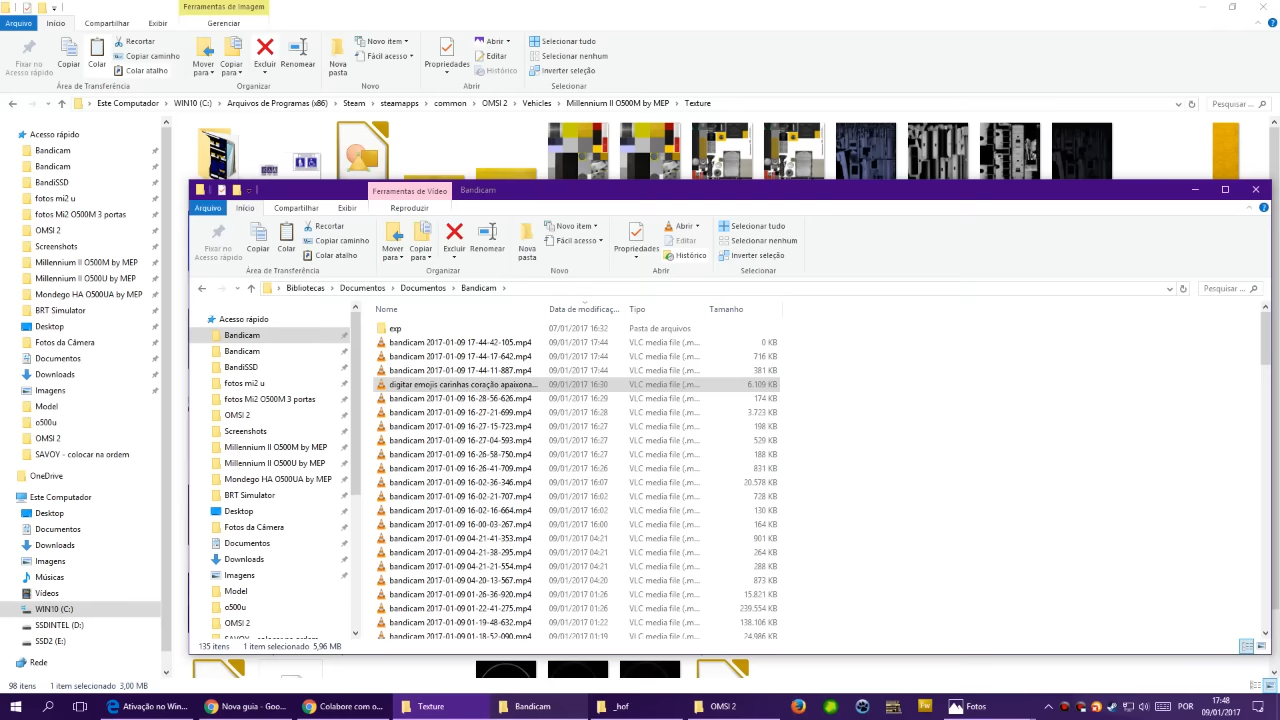 Ferramentas de Imagem
Arquivo Início Compartilhar Exibir Gerenciar
Fixar no Acesso rápido Copiar Colar Recortar Copiar caminho Colar atalho Mover para Copiar para Excluir Renomear Nova pasta Novo item Fácil acesso Propriedades Abrir Editar Histórico Selecionar tudo Selecionar nenhum Inverter seleção
Área de Transferência Organizar Novo Abrir Selecionar
Este Computador WIN10 (C:) Arquivos de Programas (x86) Steam steamapps common OMSI 2 Vehicles Millennium II O500M by MEP Texture Pesquisar ...
Acesso rápido
Bandicam
Bandicam
BandiSSD
fotos mi2 u
fotos Mi2 O500M 3 portas
OMSI 2
Screenshots
Millennium II O500M by MEP
Millennium II O500U by MEP
Mondego HA O500UA by MEP
BRT Simulator
Desktop
Fotos da Câmera
Documentos
Downloads
Imagens
Model
o500u
OMSI 2
SAVOY - colocar na ordem
OneDrive
Este Computador
Desktop
Documentos
Downloads
Imagens
Músicas
Vídeos
WIN10 (C:)
SSDINTEL (D:)
SSD2 (E:)
Rede
98 itens 1 item selecionado 3,00 MB
Ferramentas de Vídeo Bandicam
Arquivo Início Compartilhar Exibir Reproduzir
Fixar no Acesso rápido Copiar Colar Recortar Copiar caminho Colar atalho Mover para Copiar para Excluir Renomear Nova pasta Novo item Fácil acesso Propriedades Abrir Editar Histórico Selecionar tudo Selecionar nenhum Inverter seleção
Área de Transferência Organizar Novo Abrir Selecionar
Bibliotecas Documentos Documentos Bandicam Pesquisar ...
Acesso rápido
Bandicam
Bandicam
BandiSSD
fotos mi2 u
fotos Mi2 O500M 3 portas
OMSI 2
Screenshots
Millennium II O500M by MEP
Millennium II O500U by MEP
Mondego HA O500UA by MEP
BRT Simulator
Desktop
Fotos da Câmera
Documentos
Downloads
Imagens
Model
o500u
OMSI 2
SAVOY - colocar na ordem
Nome Data de modificaç... Tipo Tamanho
exp 07/01/2017 16:32 Pasta de arquivos
bandicam 2017-01-09 17-44-42-105.mp4 09/01/2017 17:44 VLC media file (.m... 0 KB
bandicam 2017-01-09 17-44-17-642.mp4 09/01/2017 17:44 VLC media file (.m... 716 KB
bandicam 2017-01-09 17-44-11-887.mp4 09/01/2017 17:44 VLC media file (.m... 381 KB
digitar emojis carinhas coração apaixona... 09/01/2017 16:30 VLC media file (.m... 6.109 KB
bandicam 2017-01-09 16-28-56-626.mp4 09/01/2017 16:29 VLC media file (.m... 174 KB
bandicam 2017-01-09 16-27-21-699.mp4 09/01/2017 16:28 VLC media file (.m... 3.723 KB
bandicam 2017-01-09 16-27-15-723.mp4 09/01/2017 16:27 VLC media file (.m... 198 KB
bandicam 2017-01-09 16-27-04-593.mp4 09/01/2017 16:27 VLC media file (.m... 529 KB
bandicam 2017-01-09 16-26-58-750.mp4 09/01/2017 16:27 VLC media file (.m... 188 KB
bandicam 2017-01-09 16-26-41-709.mp4 09/01/2017 16:26 VLC media file (.m... 831 KB
bandicam 2017-01-09 16-02-36-346.mp4 09/01/2017 16:07 VLC media file (.m... 20.578 KB
bandicam 2017-01-09 16-02-21-707.mp4 09/01/2017 16:02 VLC media file (.m... 728 KB
bandicam 2017-01-09 16-02-16-664.mp4 09/01/2017 16:02 VLC media file (.m... 130 KB
bandicam 2017-01-09 16-00-03-267.mp4 09/01/2017 16:00 VLC media file (.m... 164 KB
bandicam 2017-01-09 04-21-41-353.mp4 09/01/2017 04:21 VLC media file (.m... 901 KB
bandicam 2017-01-09 04-21-38-295.mp4 09/01/2017 04:21 VLC media file (.m... 264 KB
bandicam 2017-01-09 04-21-21-554.mp4 09/01/2017 04:21 VLC media file (.m... 288 KB
bandicam 2017-01-09 04-20-13-567.mp4 09/01/2017 04:20 VLC media file (.m... 873 KB
bandicam 2017-01-09 01-26-36-920.mp4 09/01/2017 01:26 VLC media file (.m... 15.821 KB
bandicam 2017-01-09 01-22-41-275.mp4 09/01/2017 01:26 VLC media file (.m... 239.554 KB
bandicam 2017-01-09 01-19-48-632.mp4 09/01/2017 01:22 VLC media file (.m... 138.106 KB
bandicam 2017-01-09 01-18-52-090.mp4 09/01/2017 01:19 VLC media file (.m... 24.986 KB
135 itens 1 item selecionado 5,96 MB
Ativação no Win... Nova guia - Goo... Colabore com o... Texture Bandicam _hof OMSI 2 Fw Fotos POR 17:48
09/01/2017